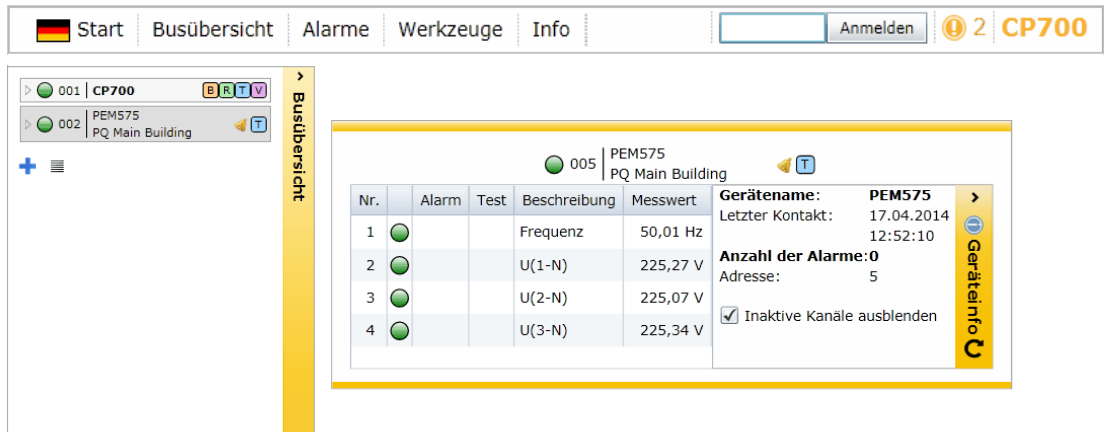 Start Busübersicht Alarme Werkzeuge Info Anmelden 2 CP700
001 CP700 B R T V
002 PEM575 T
PQ Main Building
Busübersicht
005 PEM575 T
PQ Main Building
Nr. Alarm Test Beschreibung Messwert
1 Frequenz 50,01 Hz
2 U(1-N) 225,27 V
3 U(2-N) 225,07 V
4 U(3-N) 225,34 V
Gerätename: PEM575
Letzter Kontakt: 17.04.2014
12:52:10
Anzahl der Alarme:0
Adresse: 5
Inaktive Kanäle ausblenden
Geräteinfo